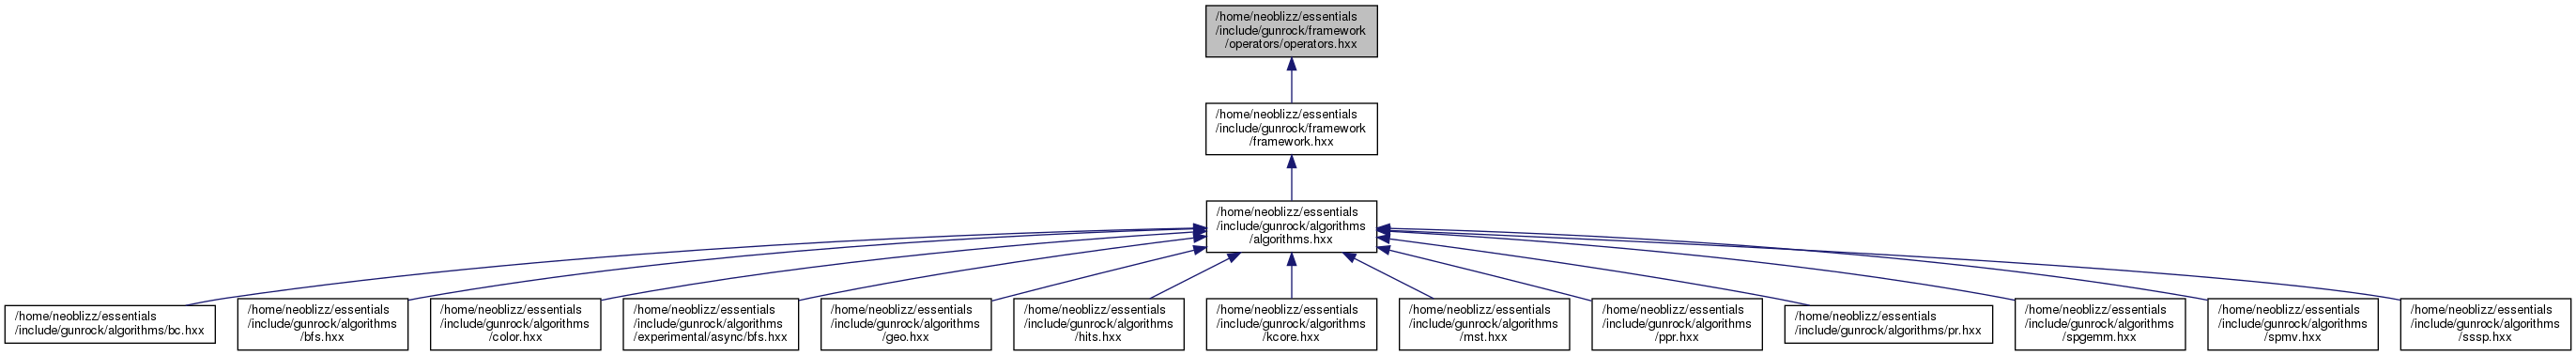 /home/neoblizz/essentials
/include/gunrock/framework
/operators/operators.hxx
/home/neoblizz/essentials
/include/gunrock/framework
/framework.hxx
/home/neoblizz/essentials
/include/gunrock/algorithms
/algorithms.hxx
/home/neoblizz/essentials
/include/gunrock/algorithms/bc.hxx
/home/neoblizz/essentials
/include/gunrock/algorithms
/bfs.hxx
/home/neoblizz/essentials
/include/gunrock/algorithms
/color.hxx
/home/neoblizz/essentials
/include/gunrock/algorithms
/experimental/async/bfs.hxx
/home/neoblizz/essentials
/include/gunrock/algorithms
/geo.hxx
/home/neoblizz/essentials
/include/gunrock/algorithms
/hits.hxx
/home/neoblizz/essentials
/include/gunrock/algorithms
/kcore.hxx
/home/neoblizz/essentials
/include/gunrock/algorithms
/mst.hxx
/home/neoblizz/essentials
/include/gunrock/algorithms
/ppr.hxx
/home/neoblizz/essentials
/include/gunrock/algorithms/pr.hxx
/home/neoblizz/essentials
/include/gunrock/algorithms
/spgemm.hxx
/home/neoblizz/essentials
/include/gunrock/algorithms
/spmv.hxx
/home/neoblizz/essentials
/include/gunrock/algorithms
/sssp.hxx